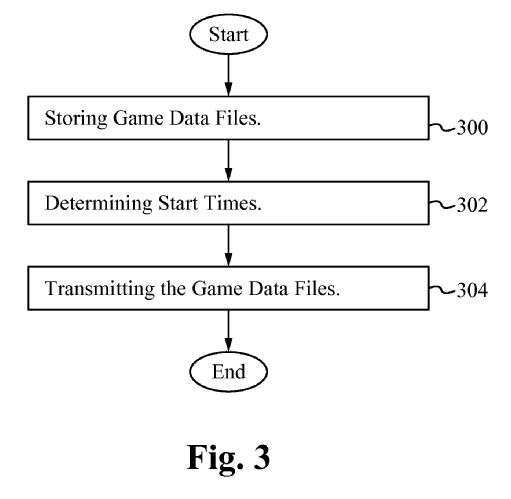 Start
Storing Game Data Files.
300
Determining Start Times.
302
Transmitting the Game Data Files.
304
End
Fig. 3